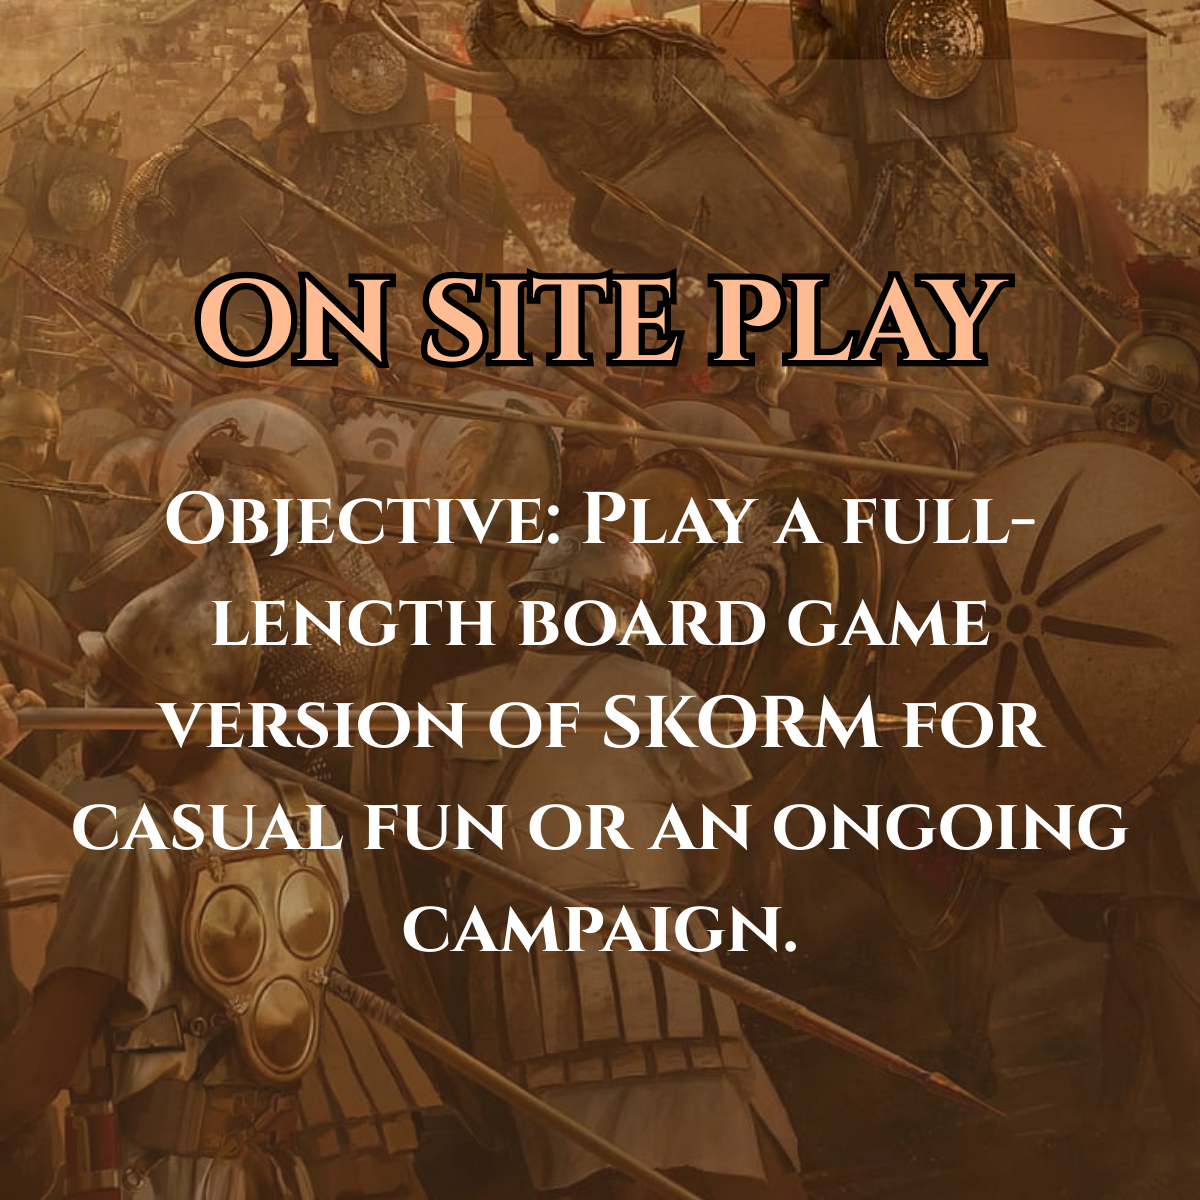 ON SITE PLAY
Objective: Play a full-
length board game
version of SKORM for
casual fun or an ongoing
campaign.